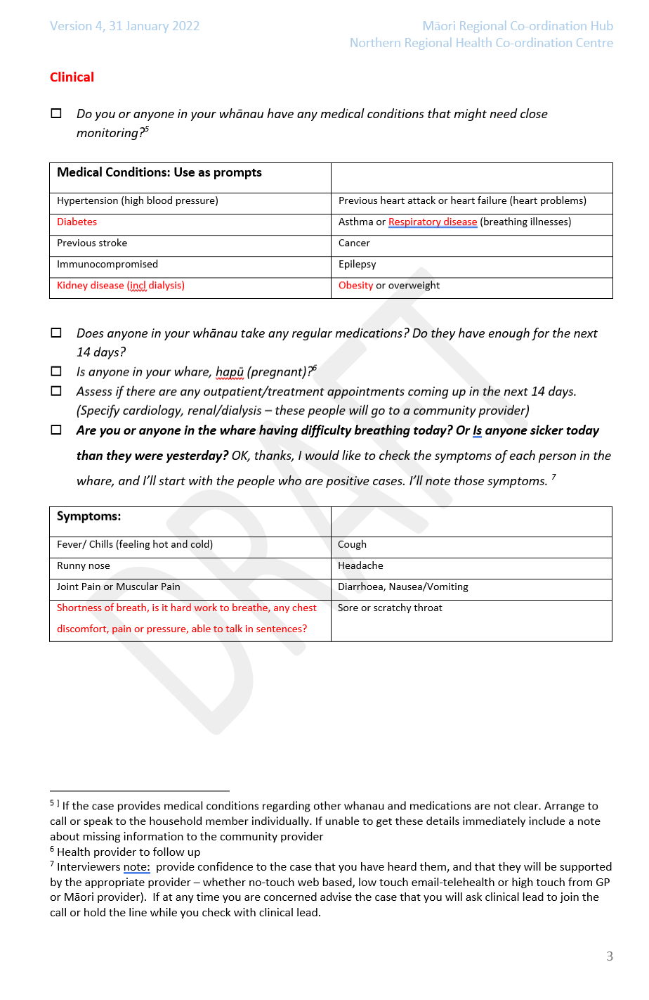 Version 4, 31 January 2022
Māori Regional Co-ordination Hub
Northern Regional Health Co-ordination Centre
Clinical
☐ Do you or anyone in your whānau have any medical conditions that might need close
monitoring?5
Medical Conditions: Use as prompts
Hypertension (high blood pressure)
Previous heart attack or heart failure (heart problems)
Diabetes
Asthma or Respiratory disease (breathing illnesses)
Previous stroke
Cancer
Immunocompromised
Epilepsy
Kidney disease (incl dialysis)
Obesity or overweight
☐ Does anyone in your whānau take any regular medications? Do they have enough for the next
14 days?
☐ Is anyone in your whare, hapū (pregnant)?6
☐ Assess if there are any outpatient/treatment appointments coming up in the next 14 days.
(Specify cardiology, renal/dialysis – these people will go to a community provider)
☐ Are you or anyone in the whare having difficulty breathing today? Or Is anyone sicker today
than they were yesterday? OK, thanks, I would like to check the symptoms of each person in the
whare, and I’ll start with the people who are positive cases. I’ll note those symptoms. 7
Symptoms:
Fever/ Chills (feeling hot and cold)
Cough
Runny nose
Headache
Joint Pain or Muscular Pain
Diarrhoea, Nausea/Vomiting
Shortness of breath, is it hard work to breathe, any chest
discomfort, pain or pressure, able to talk in sentences?
Sore or scratchy throat
DRAFT
5 ] If the case provides medical conditions regarding other whanau and medications are not clear. Arrange to
call or speak to the household member individually. If unable to get these details immediately include a note
about missing information to the community provider
6 Health provider to follow up
7 Interviewers note:  provide confidence to the case that you have heard them, and that they will be supported
by the appropriate provider – whether no-touch web based, low touch email-telehealth or high touch from GP
or Māori provider).  If at any time you are concerned advise the case that you will ask clinical lead to join the
call or hold the line while you check with clinical lead.
3